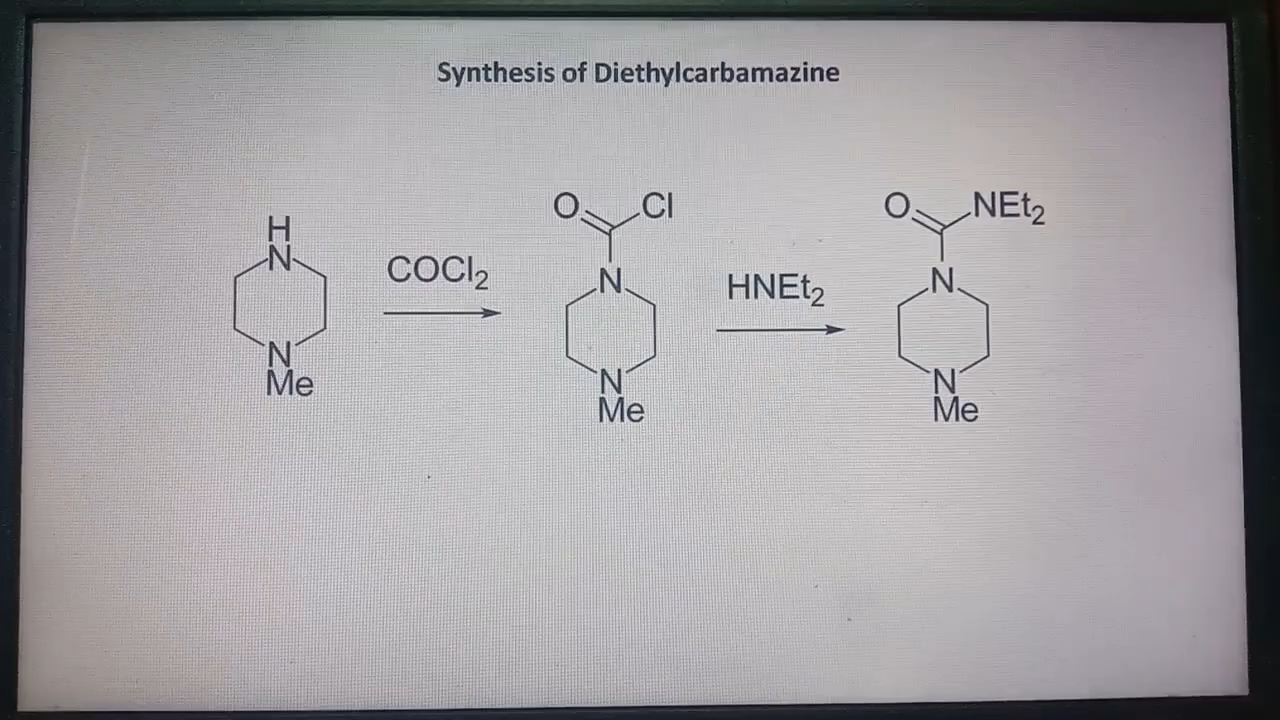 Synthesis of Diethylcarbamazine
H
N
N
Me
COCl₂
O
Cl
N
N
Me
HNEt₂
O
NEt₂
N
N
Me